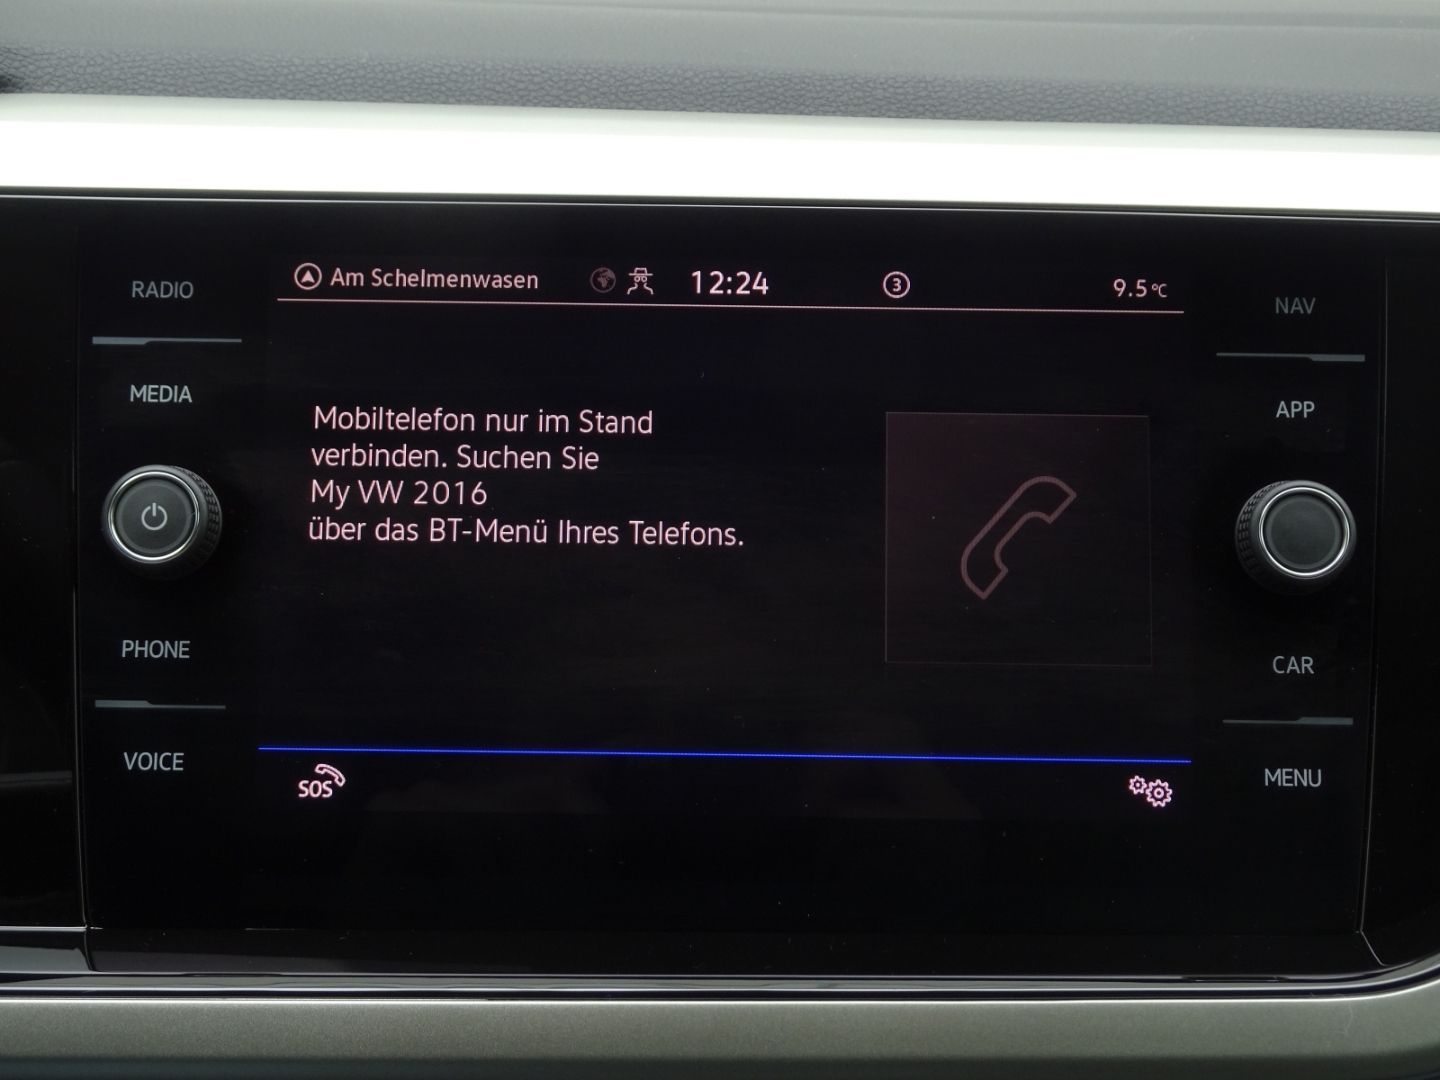 RADIO
MEDIA
PHONE
VOICE
Am Schelmenwasen 12:24 3 9.5°C
Mobiltelefon nur im Stand
verbinden. Suchen Sie
My VW 2016
über das BT-Menü Ihres Telefons.
SOS
NAV
APP
CAR
MENU